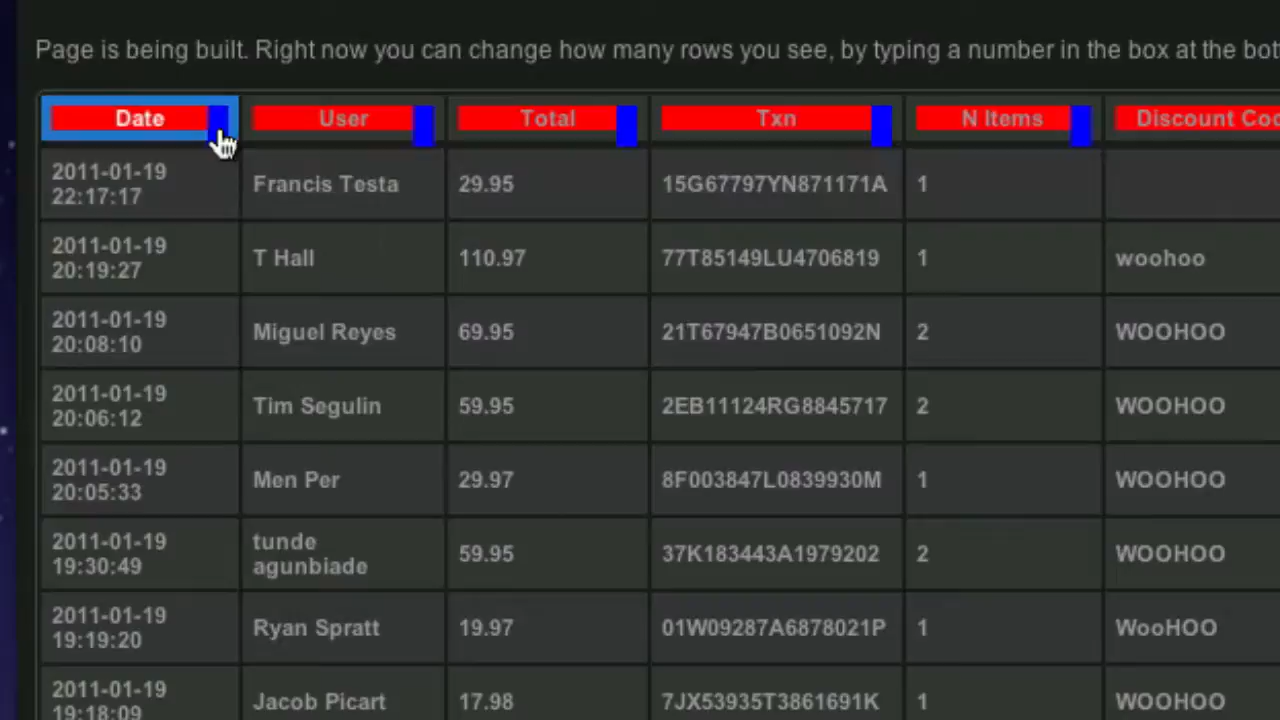 Page is being built. Right now you can change how many rows you see, by typing a number in the box at the bot
Date User Total Txn N Items Discount Coc
2011-01-19
22:17:17 Francis Testa 29.95 15G67797YN871171A 1
2011-01-19
20:19:27 T Hall 110.97 77T85149LU4706819 1 woohoo
2011-01-19
20:08:10 Miguel Reyes 69.95 21T67947B0651092N 2 WOOHOO
2011-01-19
20:06:12 Tim Segulin 59.95 2EB11124RG8845717 2 WOOHOO
2011-01-19
20:05:33 Men Per 29.97 8F003847L0839930M 1 WOOHOO
2011-01-19
19:30:49 tunde
agunbiade 59.95 37K183443A1979202 2 WOOHOO
2011-01-19
19:19:20 Ryan Spratt 19.97 01W09287A6878021P 1 WooHOO
2011-01-19
19:18:09 Jacob Picart 17.98 7JX53935T3861691K 1 WOOHOO